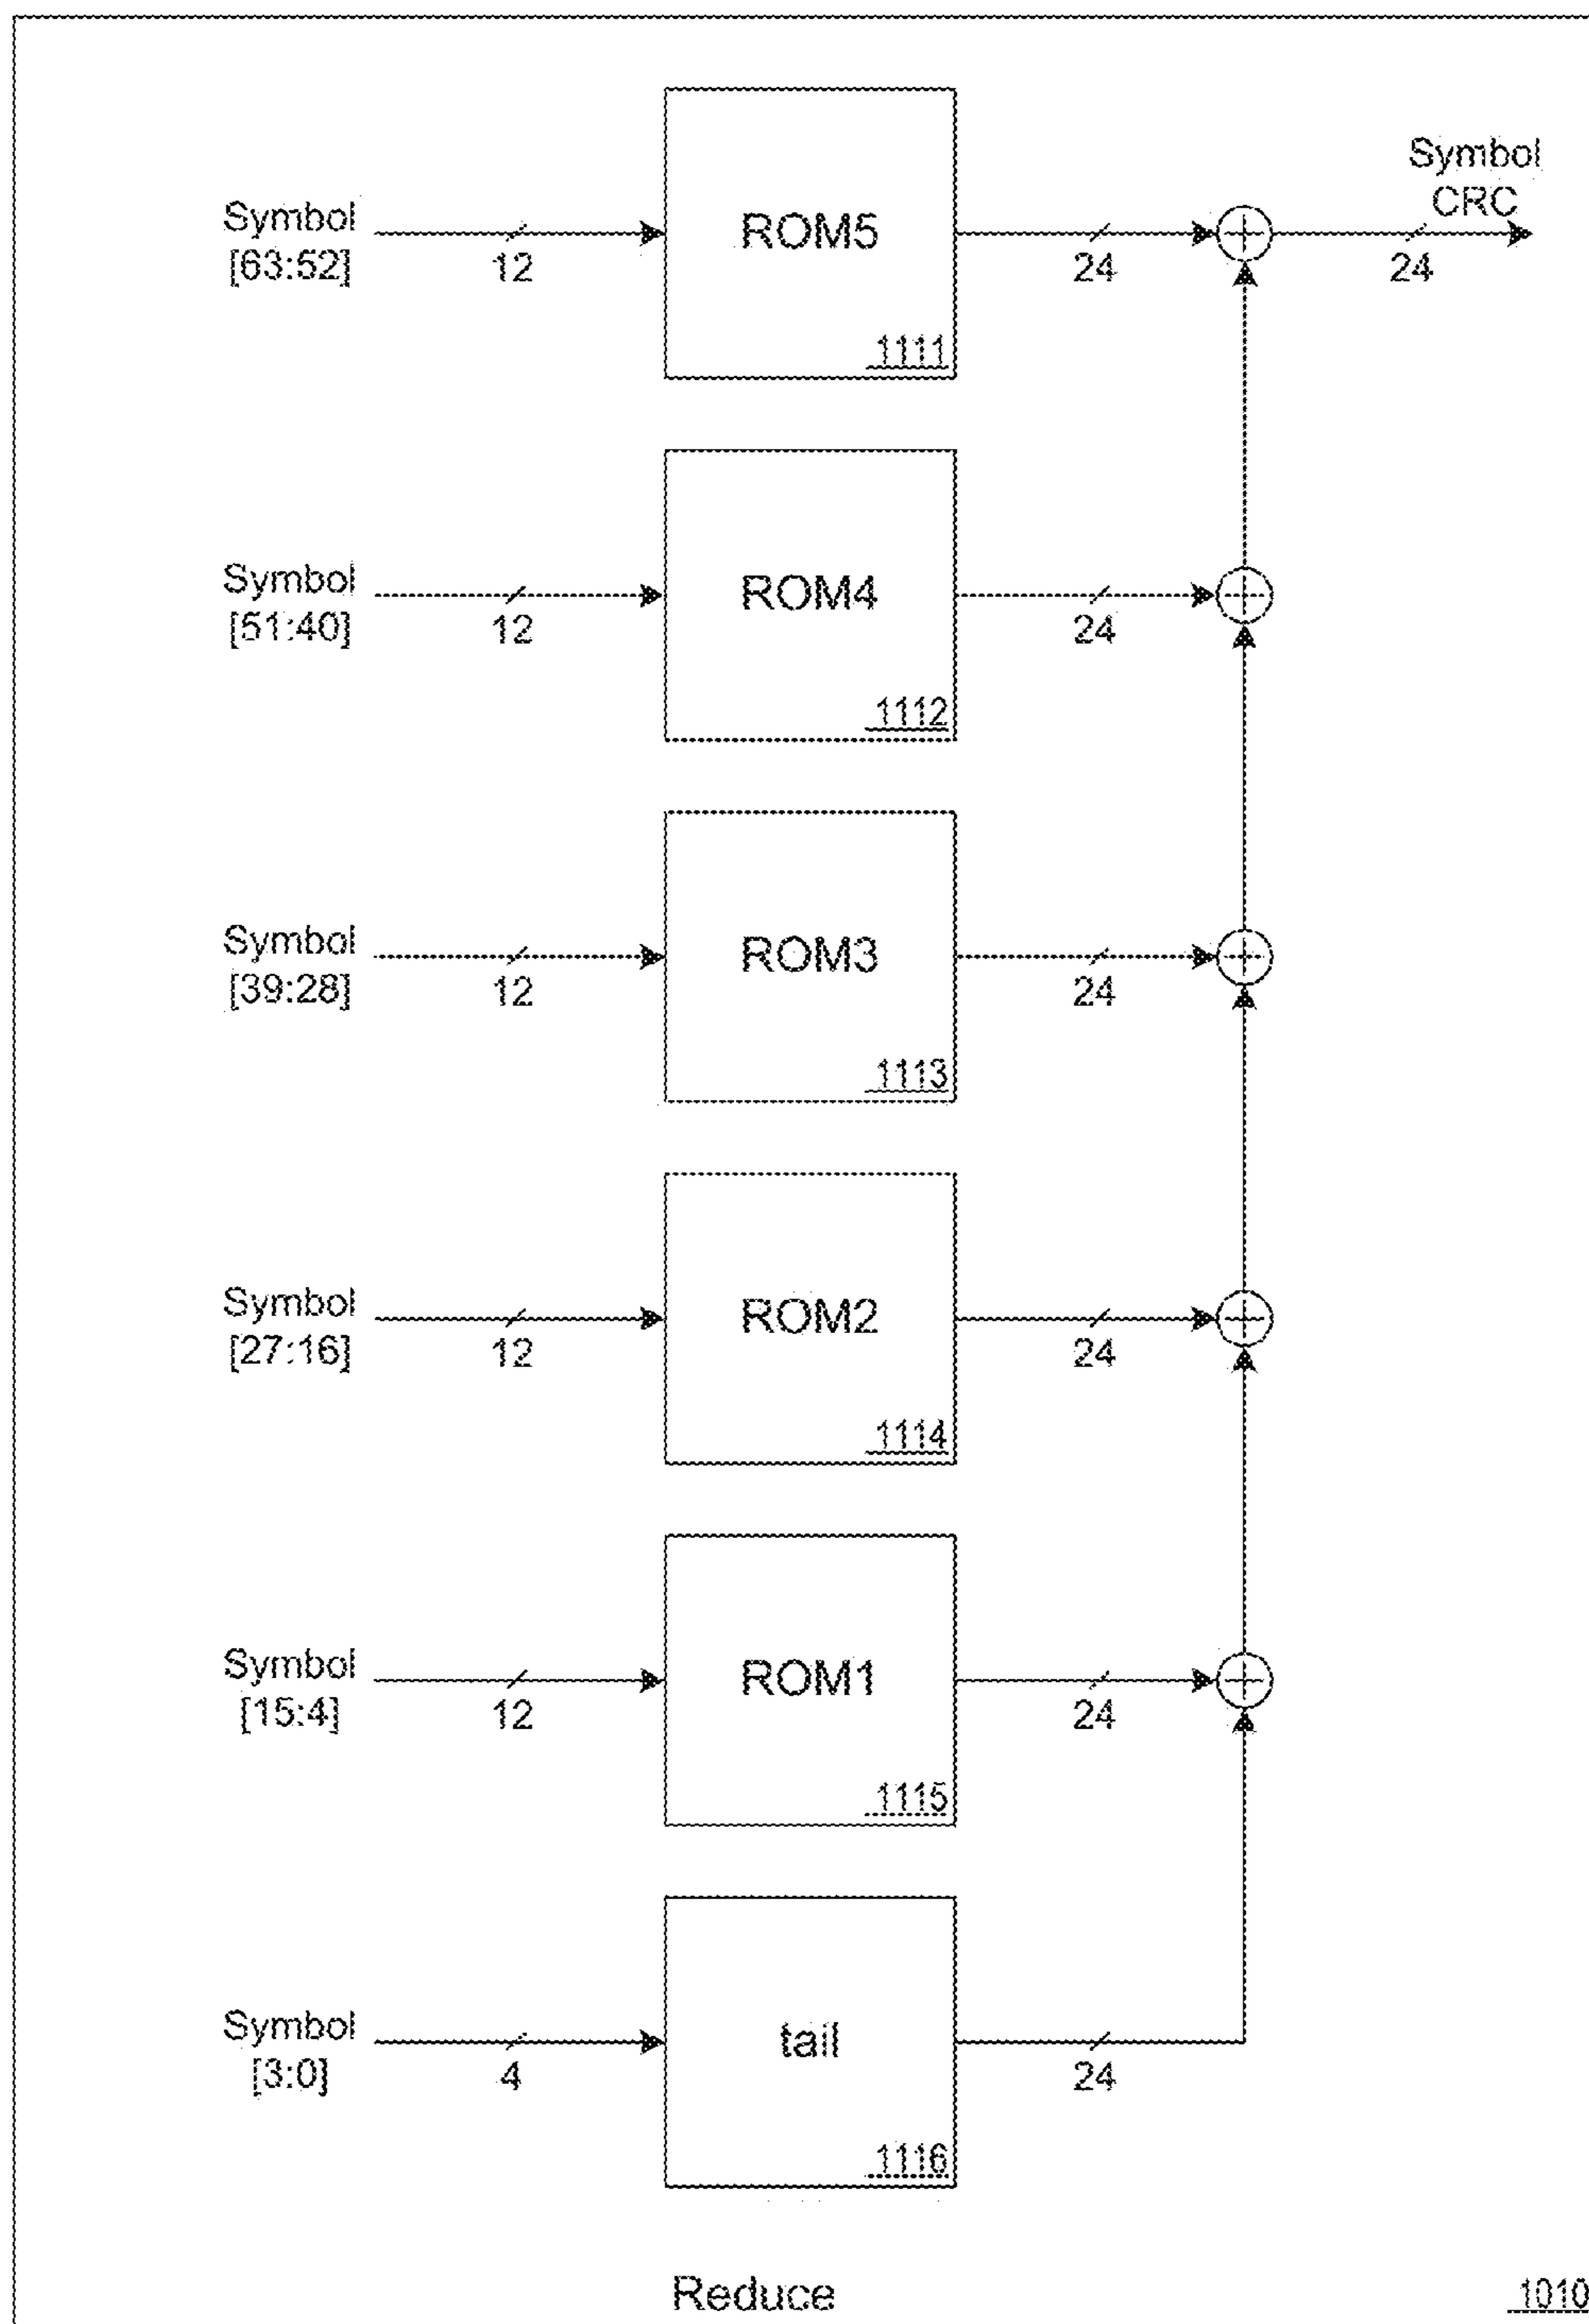 Symbol
CRC
Symbol
[63:52]
12
ROM5
24
24
1111
Symbol
[51:40]
12
ROM4
24
1112
Symbol
[39:28]
12
ROM3
24
1113
Symbol
[27:16]
12
ROM2
24
1114
Symbol
[15:4]
12
ROM1
24
1115
Symbol
[3:0]
4
tail
24
1116
Reduce
1010